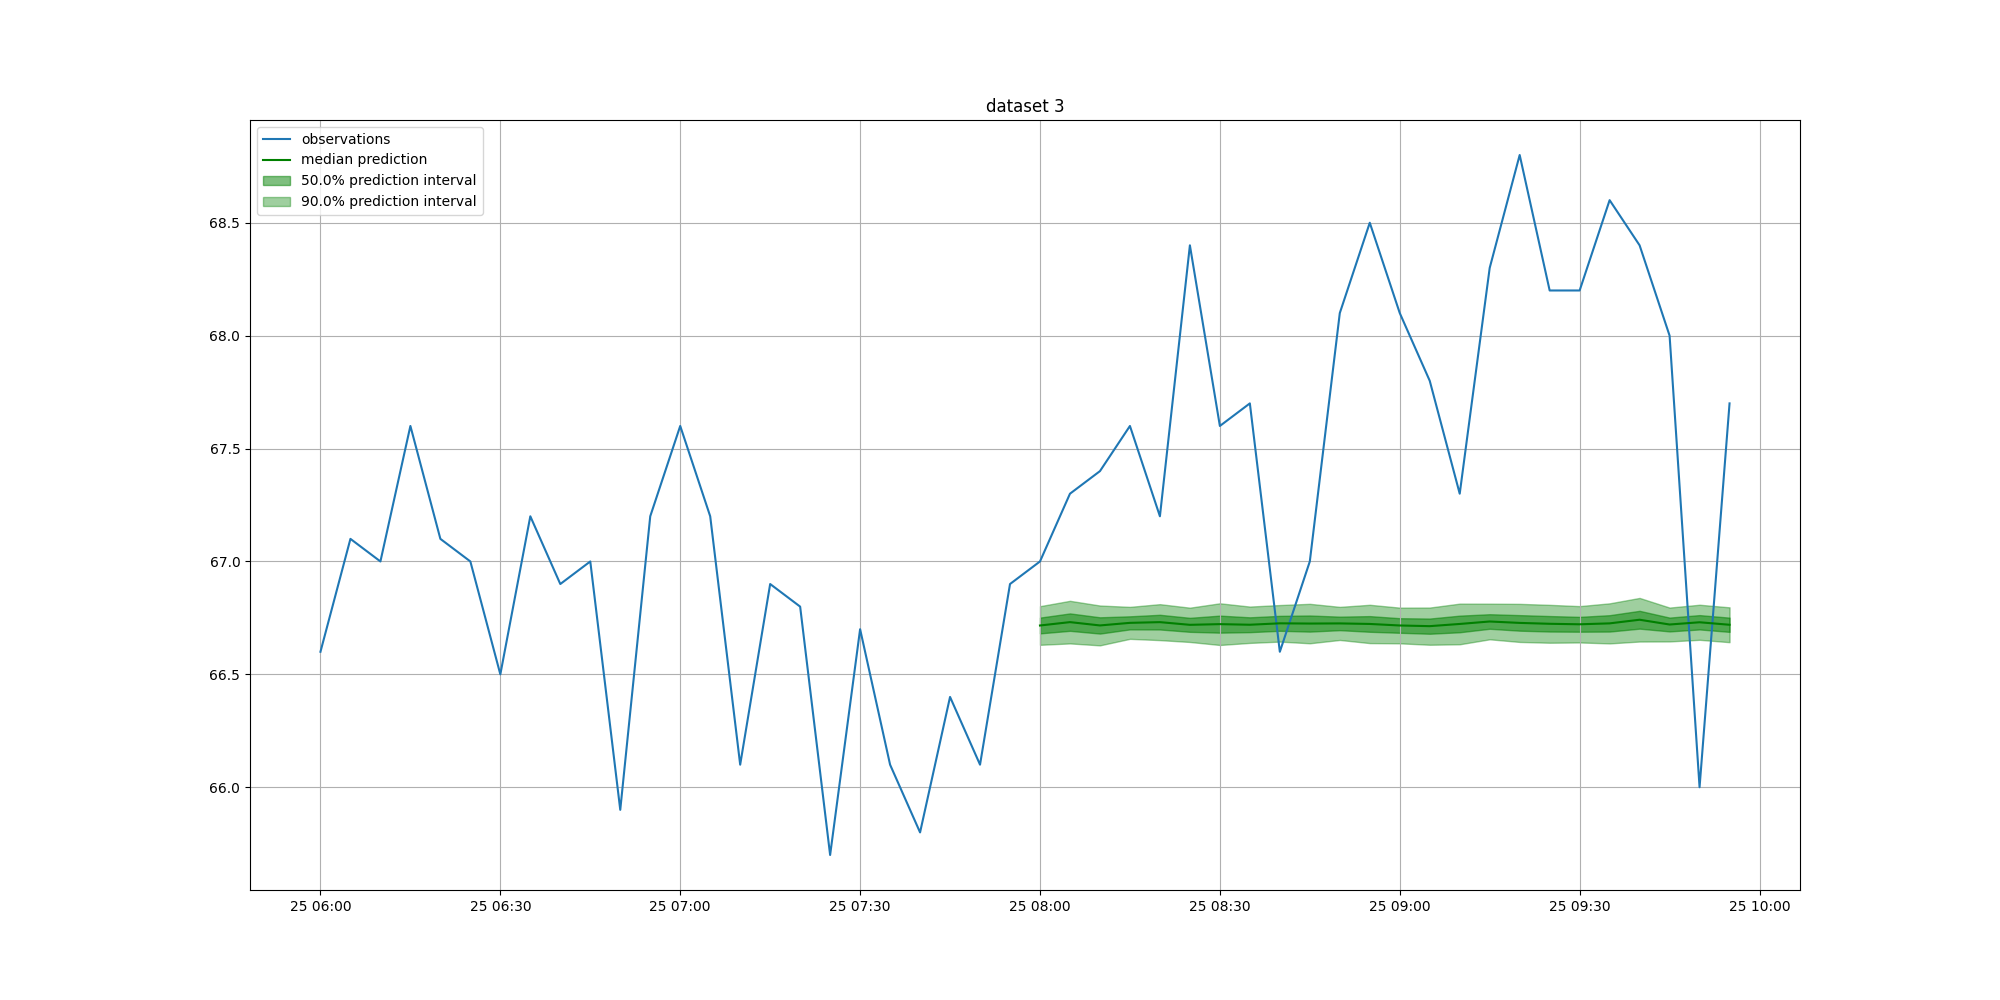 dataset 3
observations
median prediction
50.0% prediction interval
90.0% prediction interval
68.5
68.0
67.5
67.0
66.5
66.0
25 06:00 25 06:30 25 07:00 25 07:30 25 08:00 25 08:30 25 09:00 25 09:30 25 10:00